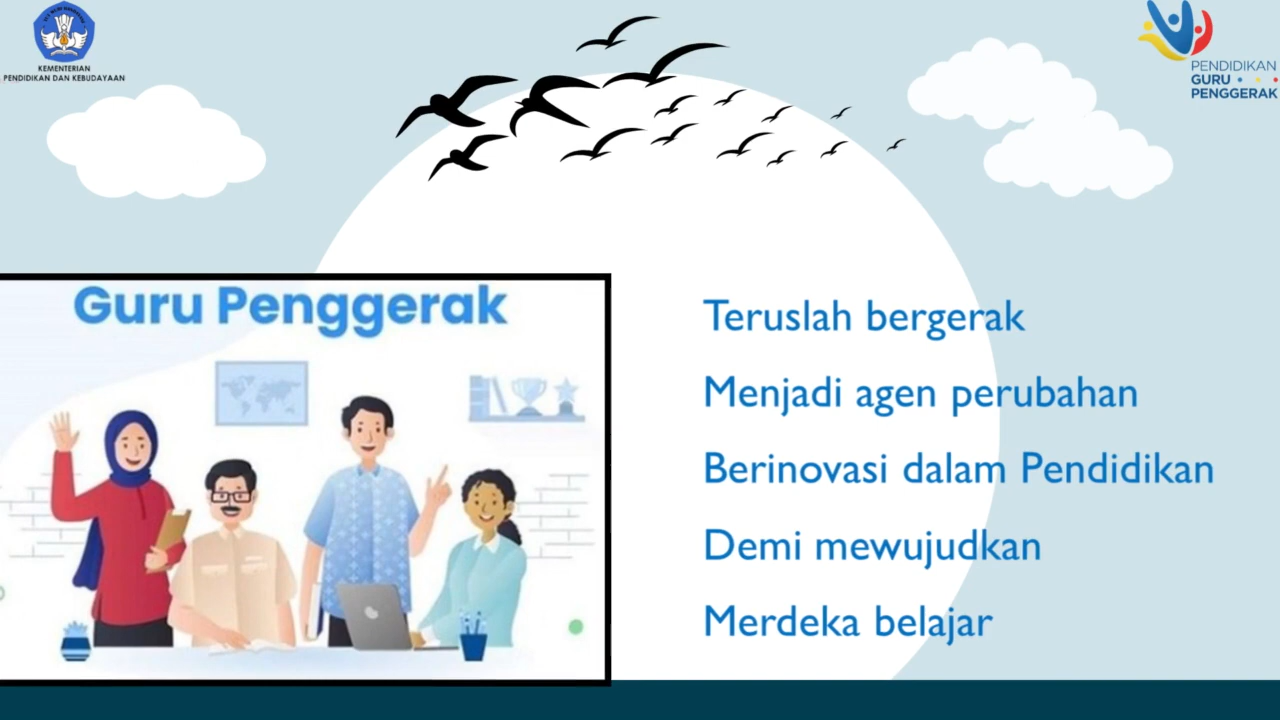 KEMENTERIAN
PENDIDIKAN DAN KEBUDAYAAN
PENDIDIKAN
GURU
PENGGERAK
Guru Penggerak
Teruslah bergerak
Menjadi agen perubahan
Berinovasi dalam Pendidikan
Demi mewujudkan
Merdeka belajar